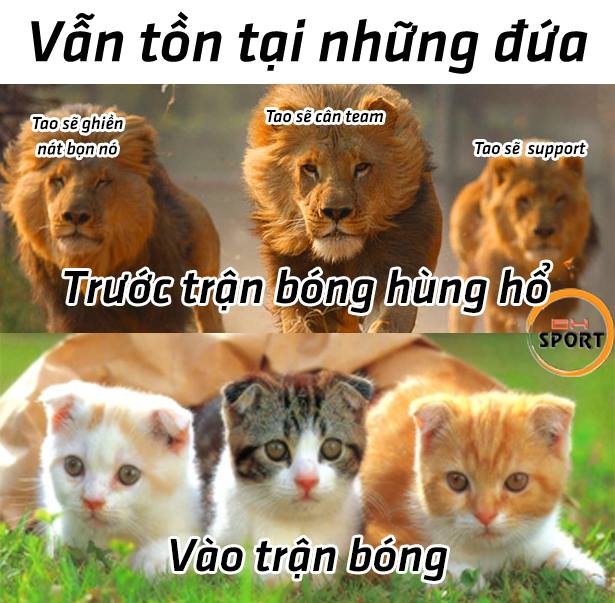 Vẫn tồn tại những đứa
Tao sẽ ghiền
nát bọn nó
Tao sẽ cân team
Tao sẽ support
Trước trận bóng hùng hổ
BH
SPORT
Vào trận bóng